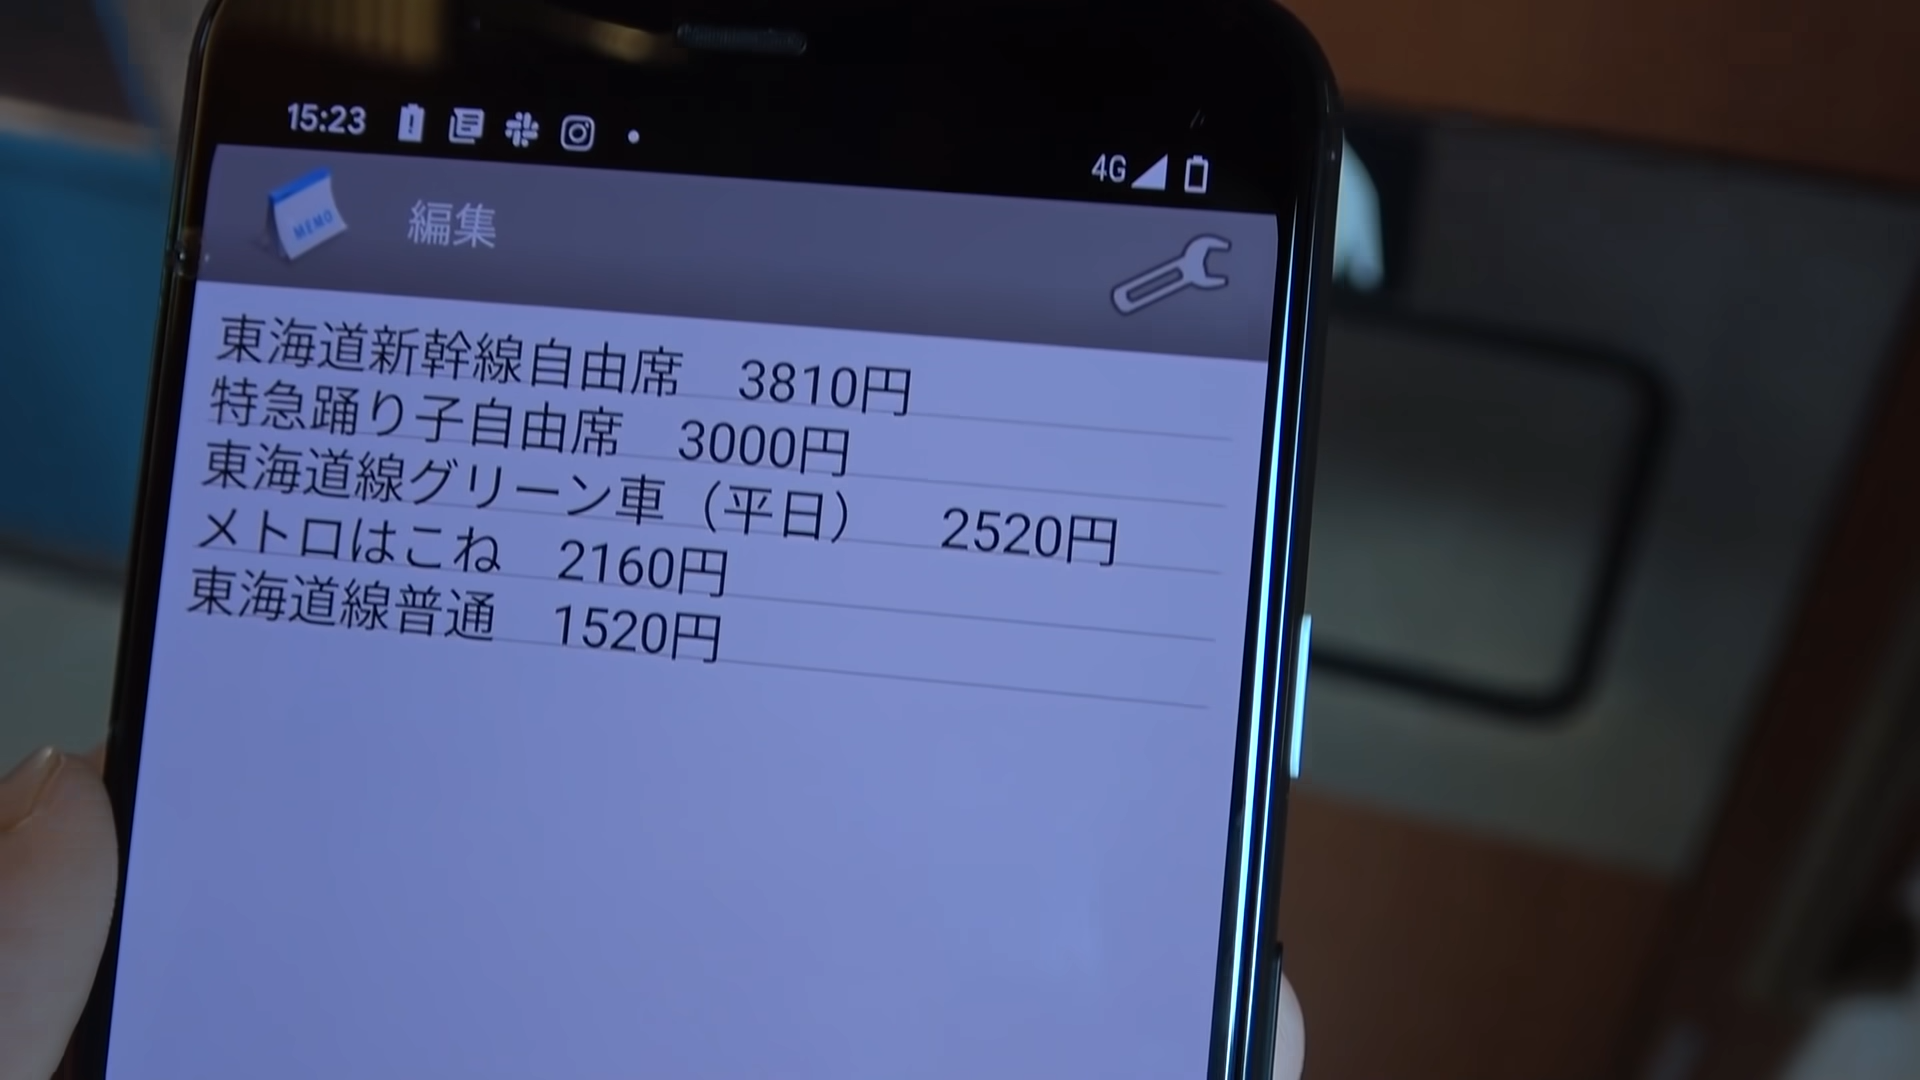 15:23
4G
MEMO
編集
東海道新幹線自由席　3810円
特急踊り子自由席　3000円
東海道線グリーン車（平日）　2520円
メトロはこね　2160円
東海道線普通　1520円